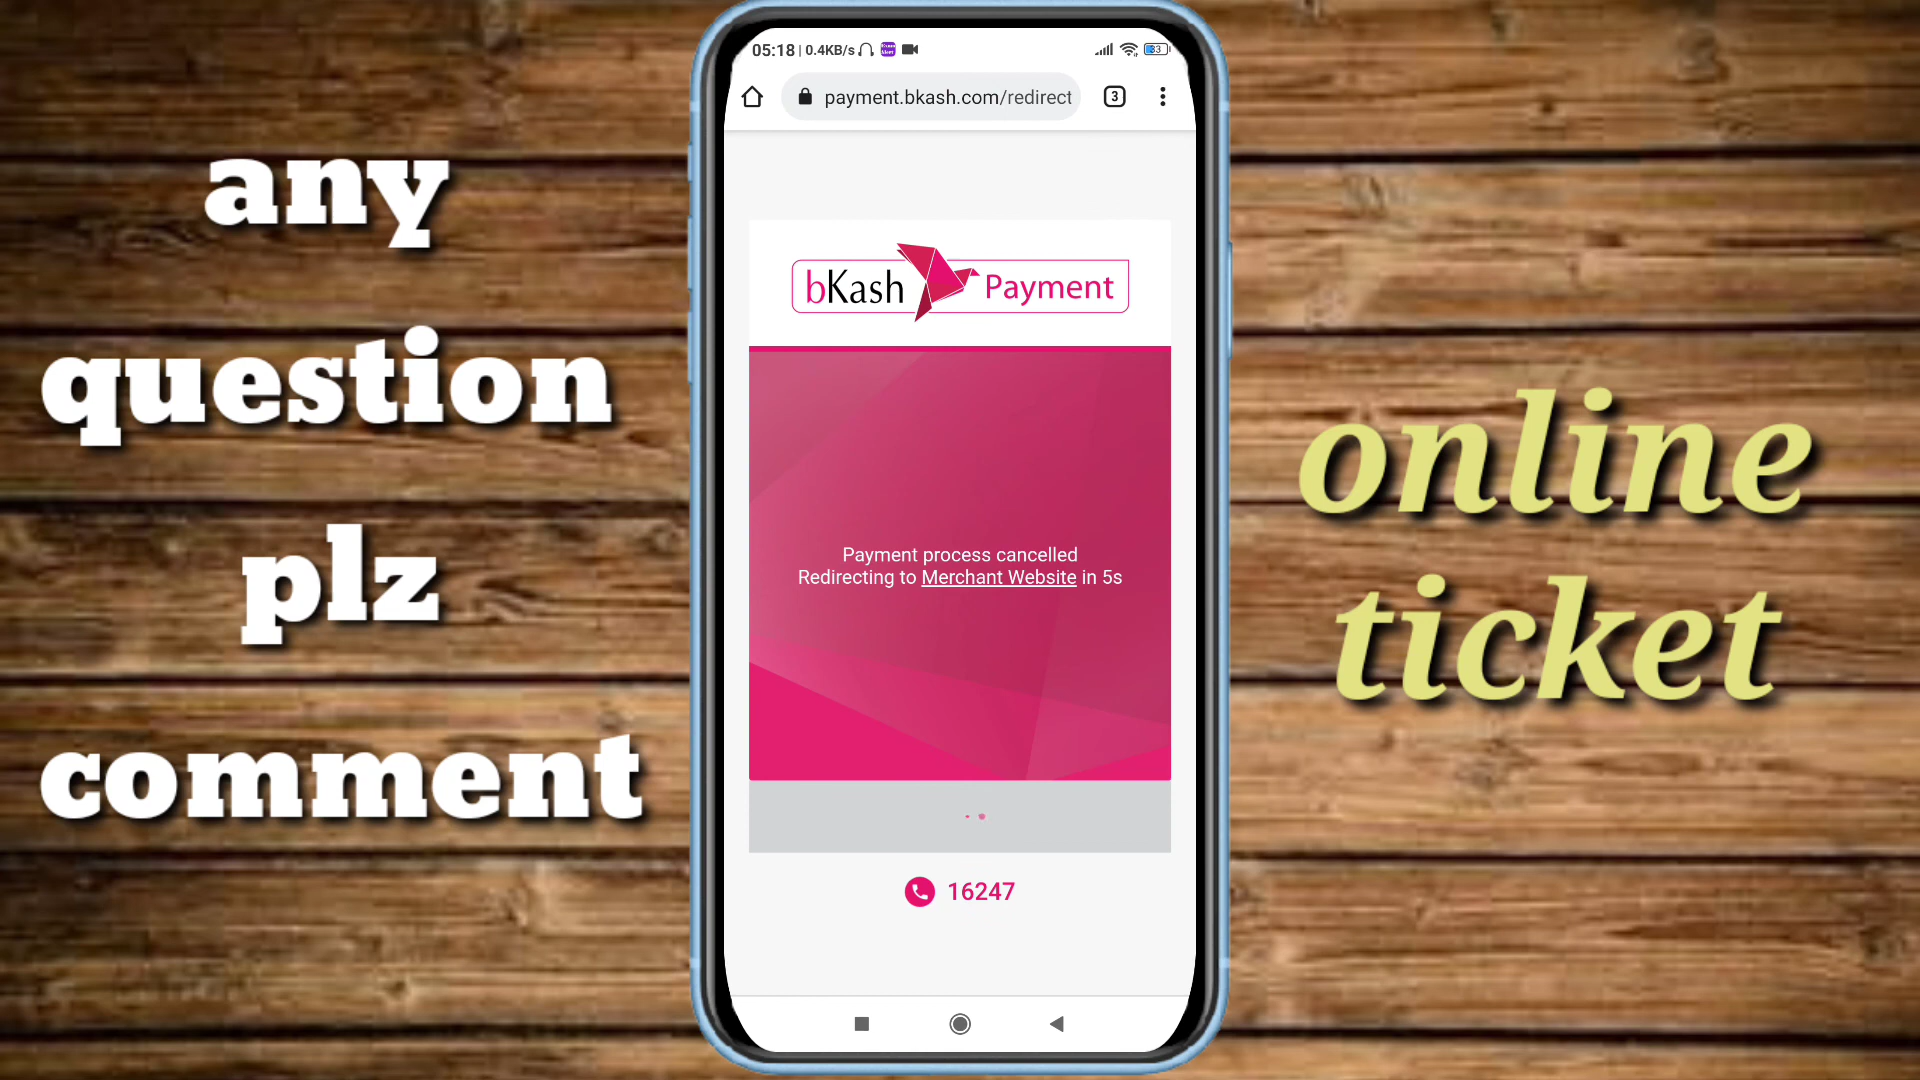 any
question
plz
comment
05:18 | 0.4KB/s
33
payment.bkash.com/redirect
3
bKash Payment
Payment process cancelled
Redirecting to Merchant Website in 5s
16247
online
ticket